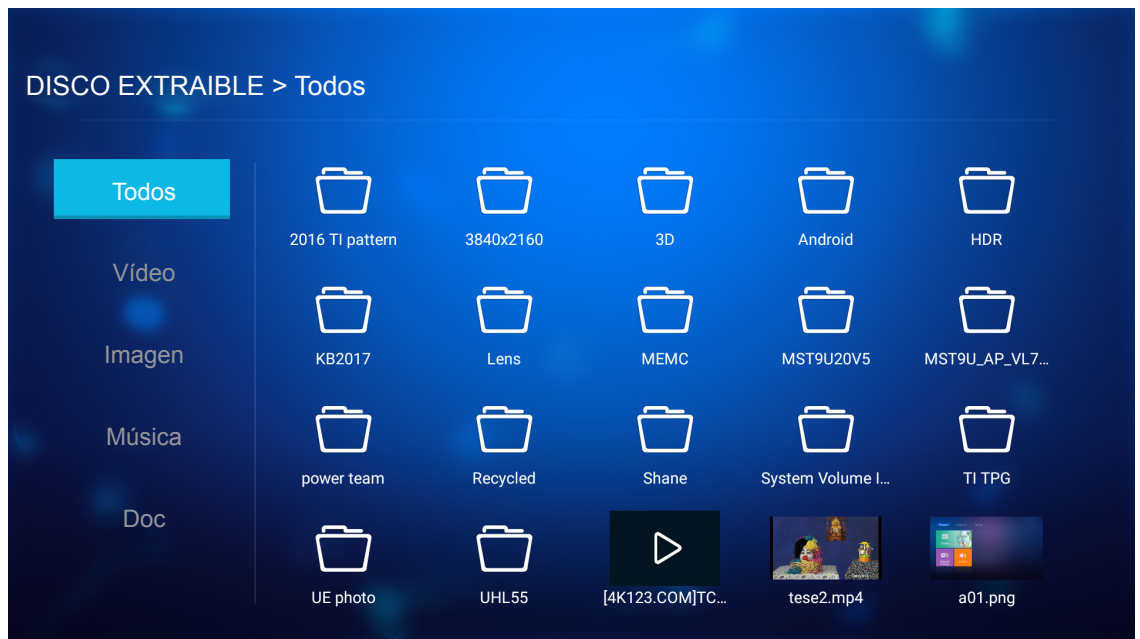 DISCO EXTRAIBLE > Todos
Todos
Vídeo
Imagen
Música
Doc
2016 TI pattern
3840x2160
3D
Android
HDR
KB2017
Lens
MEMC
MST9U20V5
MST9U_AP_VL7...
power team
Recycled
Shane
System Volume I...
TI TPG
UE photo
UHL55
[4K123.COM]TC...
tese2.mp4
a01.png